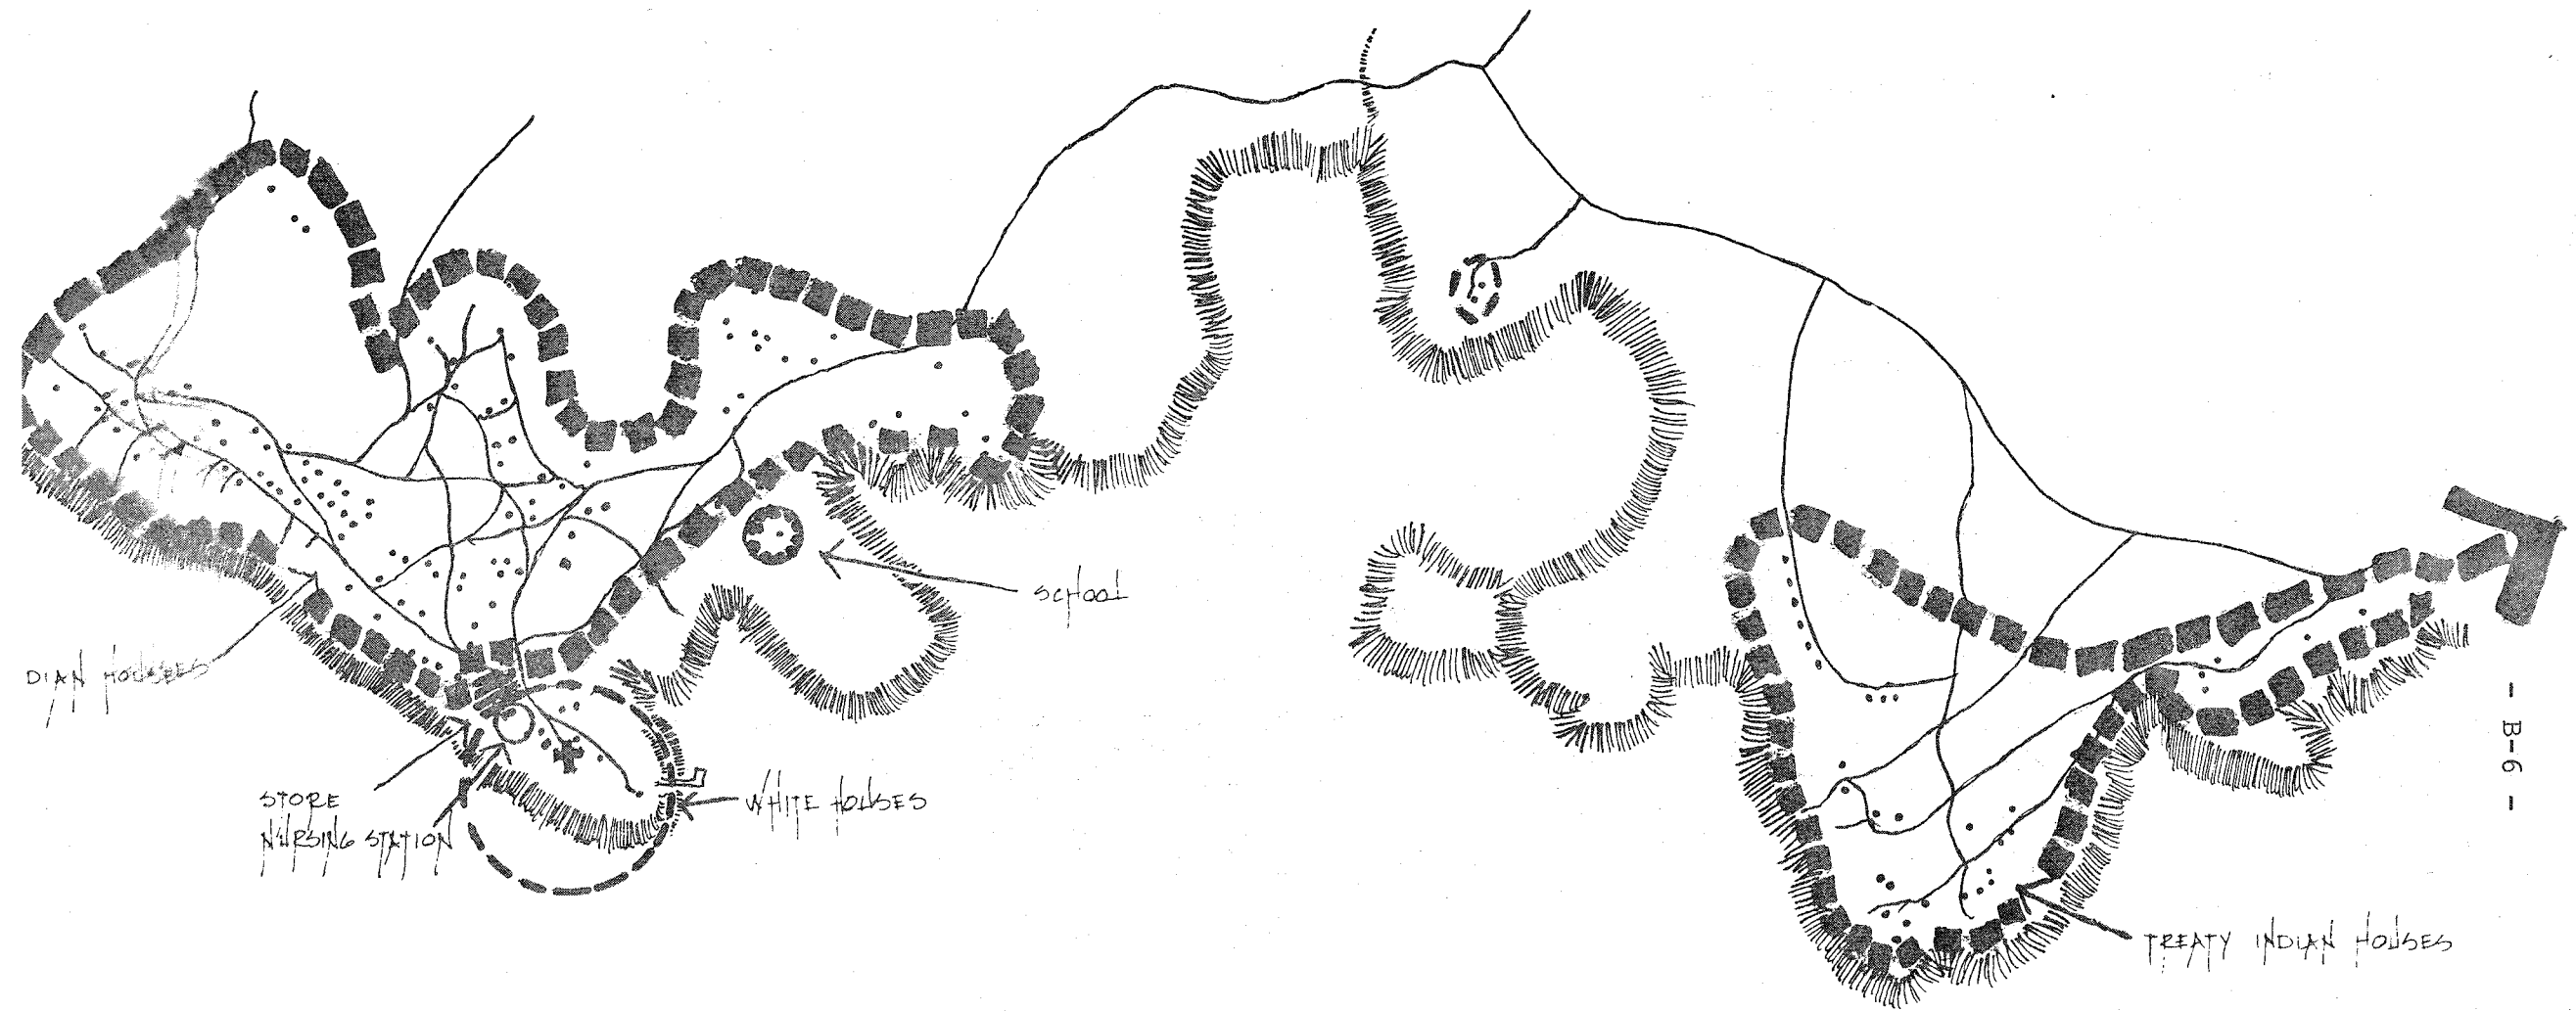 SCHOOL
DIAN HOUSES
STORE
NURSING STATION
WHITE HOUSES
TREATY INDIAN HOUSES
- B-6 -